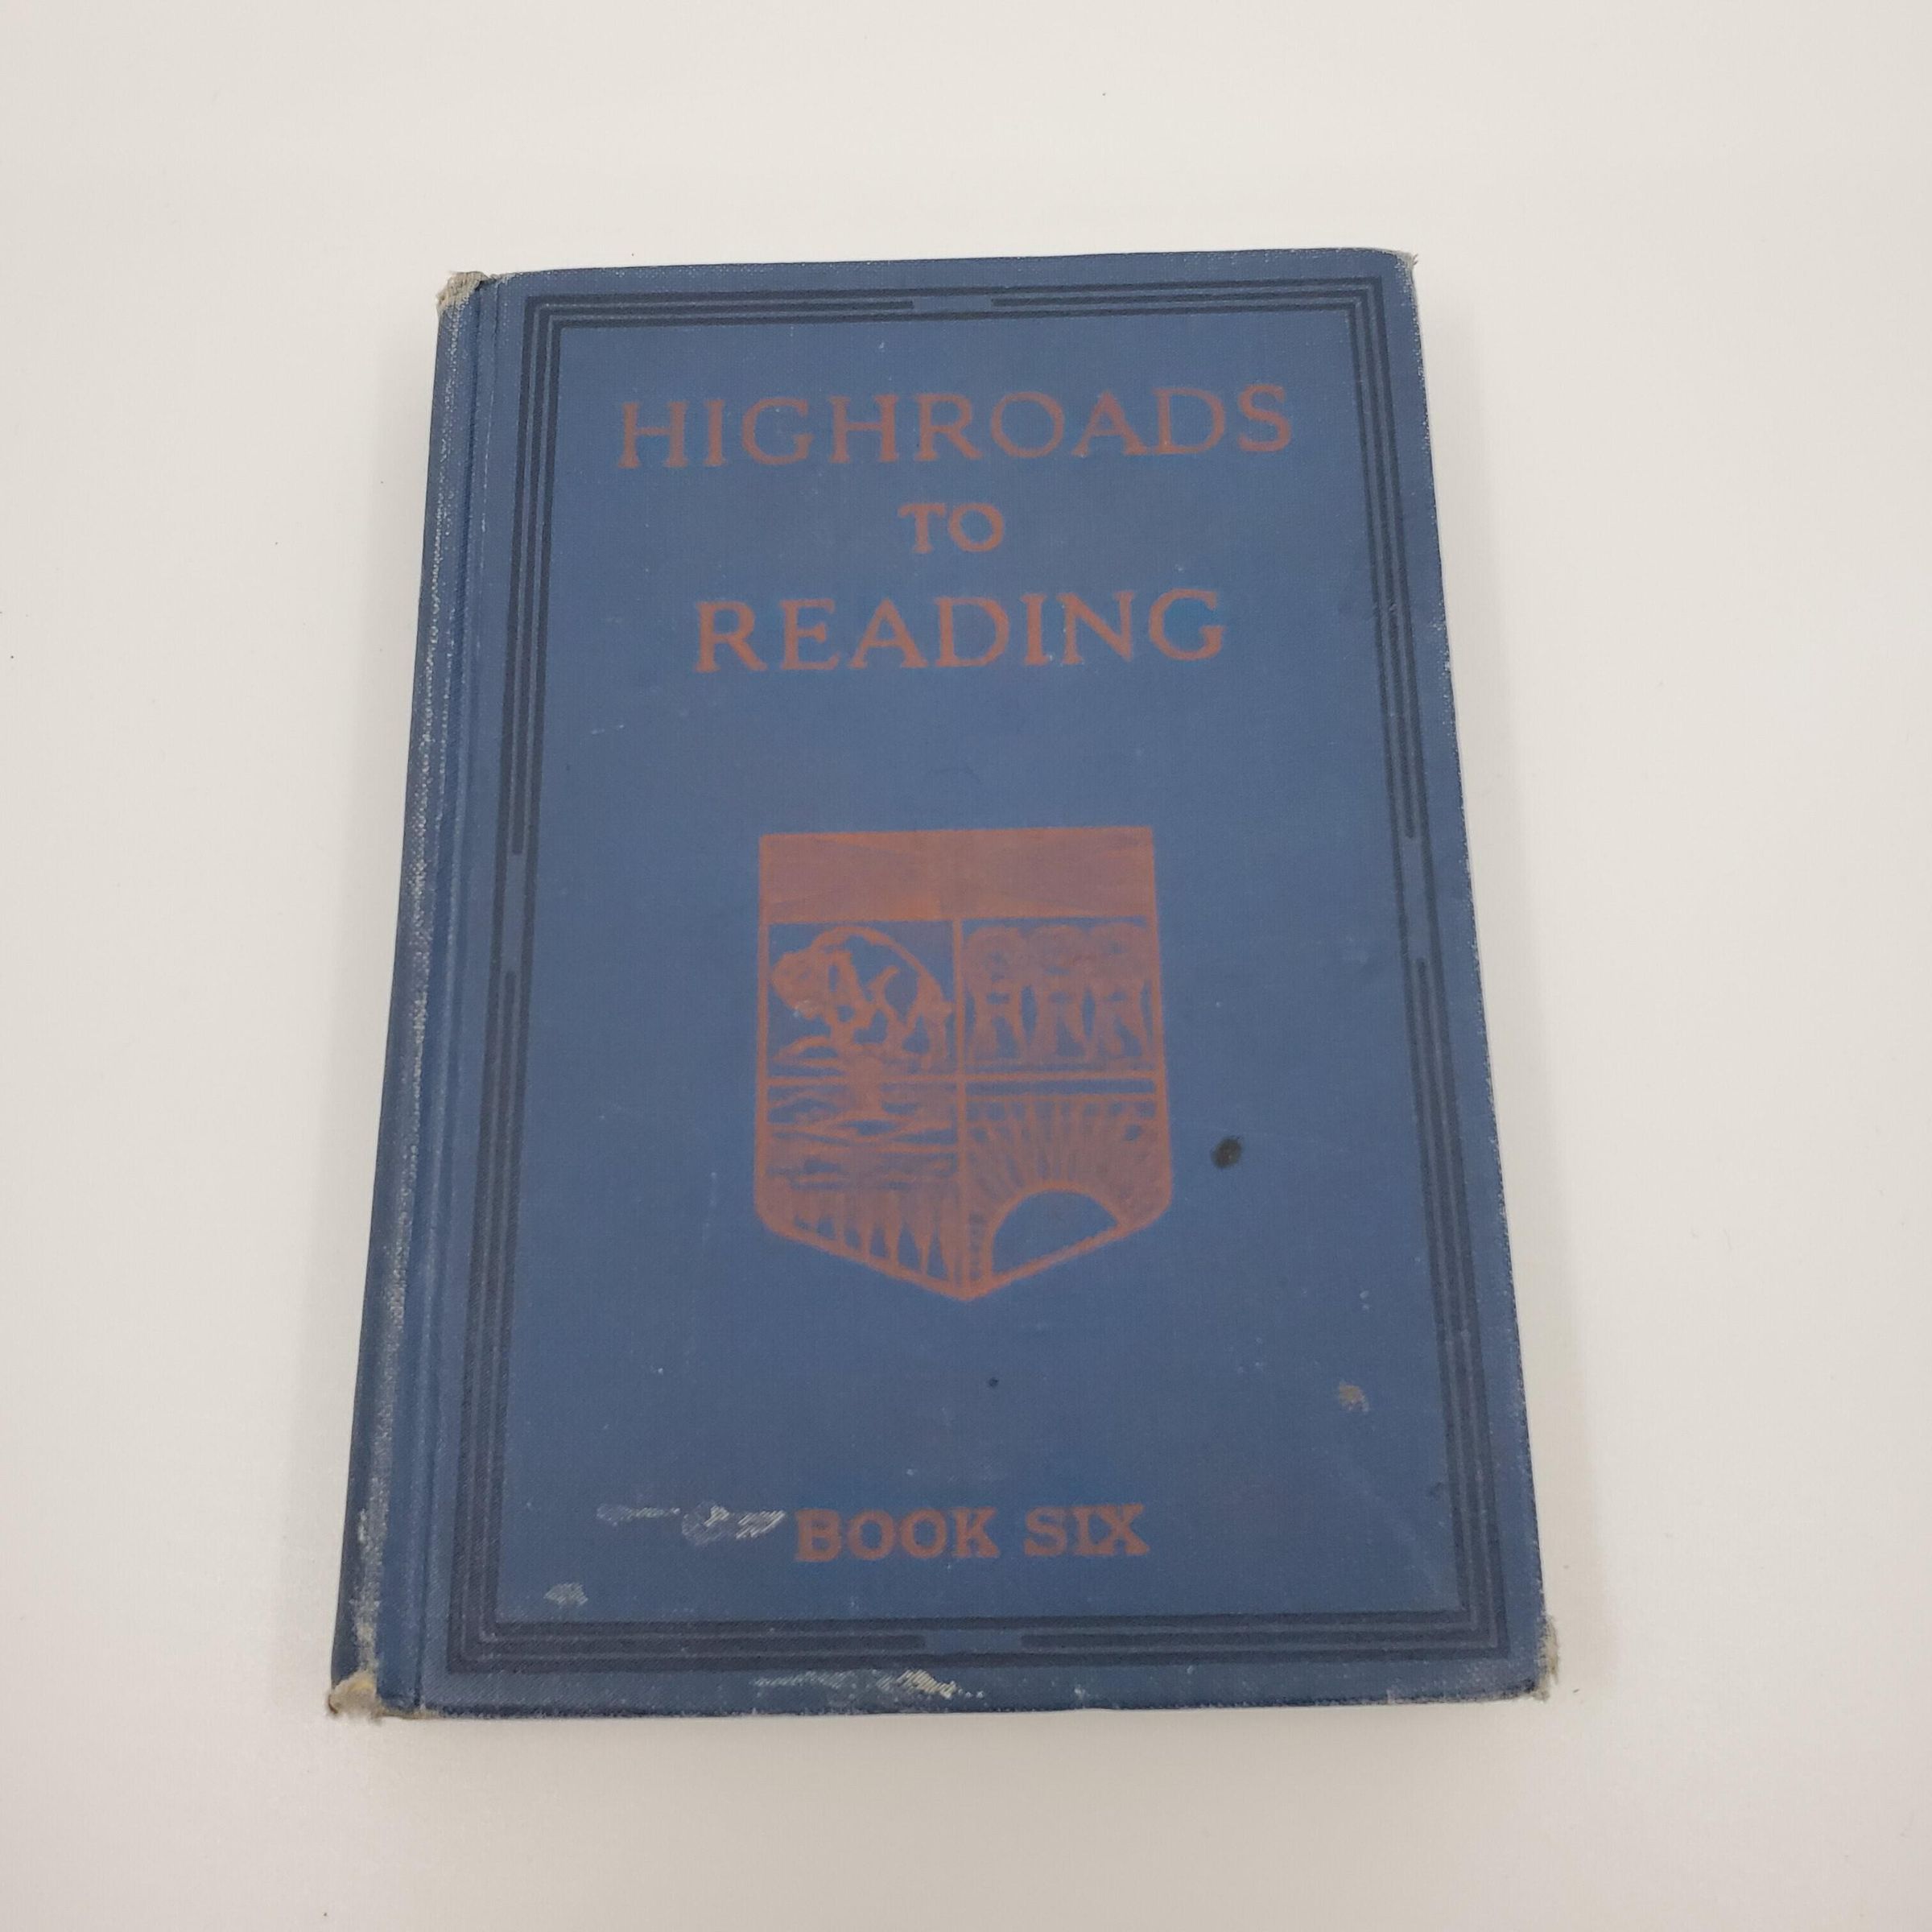 HIGHROADS
TO
READING
BOOK SIX